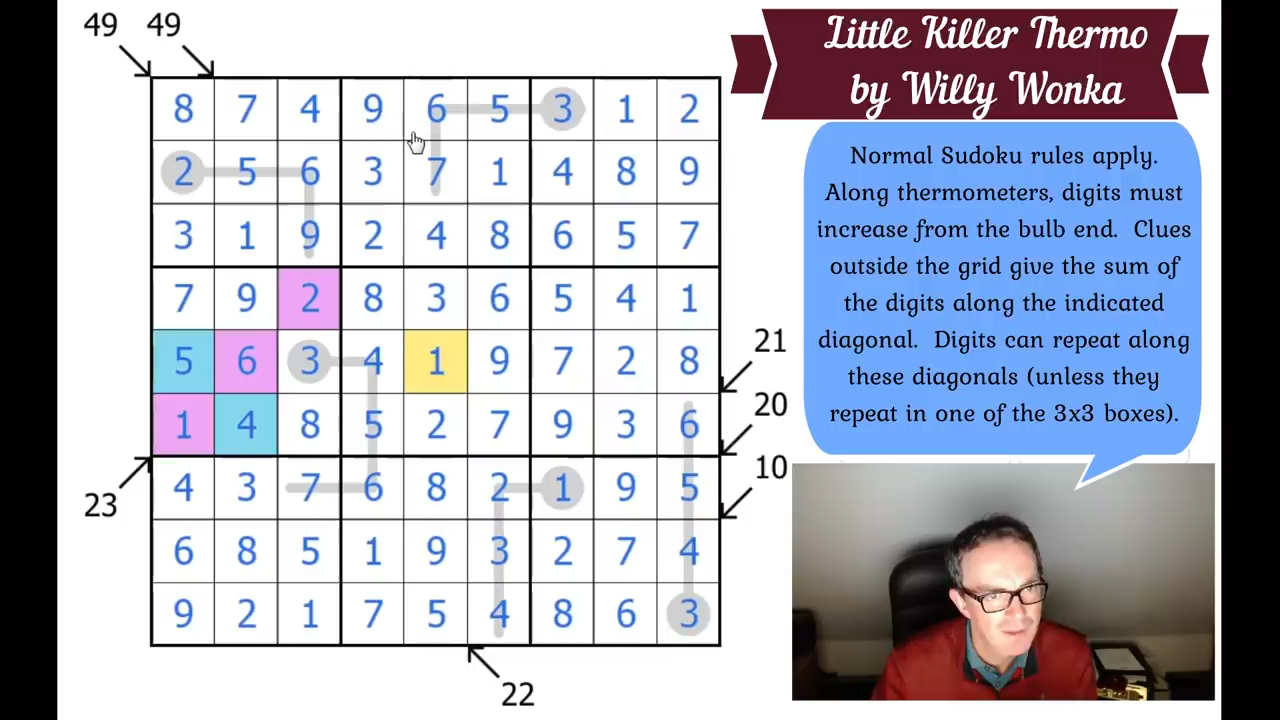 49 49
Little Killer Thermo
by Willy Wonka
Normal Sudoku rules apply.
Along thermometers, digits must
increase from the bulb end. Clues
outside the grid give the sum of
the digits along the indicated
diagonal. Digits can repeat along
these diagonals (unless they
repeat in one of the 3x3 boxes).
8 7 4 9 6 5 3 1 2
2 5 6 3 7 1 4 8 9
3 1 9 2 4 8 6 5 7
7 9 2 8 3 6 5 4 1
5 6 3 4 1 9 7 2 8
21
1 4 8 5 2 7 9 3 6
20
4 3 7 6 8 2 1 9 5
10
23
6 8 5 1 9 3 2 7 4
9 2 1 7 5 4 8 6 3
22